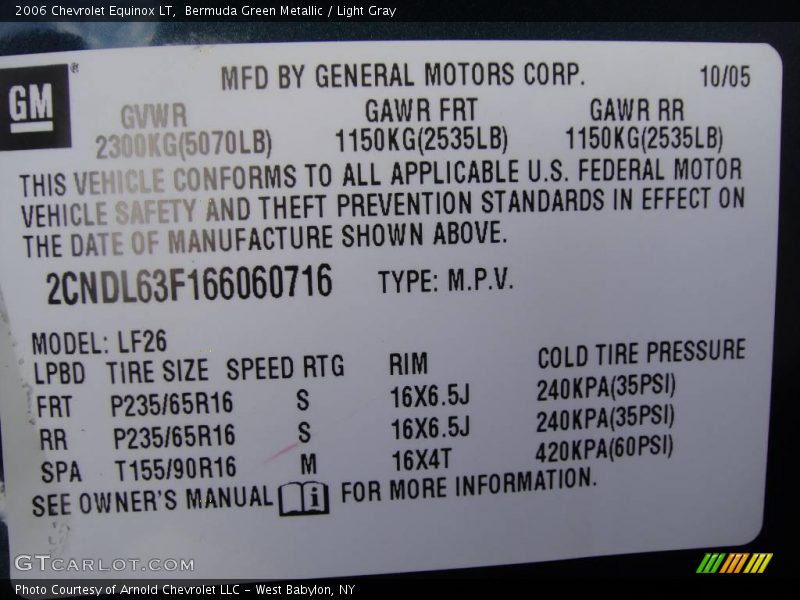 2006 Chevrolet Equinox LT,  Bermuda Green Metallic / Light Gray
GM® MFD BY GENERAL MOTORS CORP. 10/05
GVWR GAWR FRT GAWR RR
2300KG(5070LB) 1150KG(2535LB) 1150KG(2535LB)
THIS VEHICLE CONFORMS TO ALL APPLICABLE U.S. FEDERAL MOTOR
VEHICLE SAFETY AND THEFT PREVENTION STANDARDS IN EFFECT ON
THE DATE OF MANUFACTURE SHOWN ABOVE.
2CNDL63F166060716 TYPE: M.P.V.
MODEL: LF26
LPBD TIRE SIZE SPEED RTG RIM COLD TIRE PRESSURE
FRT P235/65R16 S 16X6.5J 240KPA(35PSI)
RR P235/65R16 S 16X6.5J 240KPA(35PSI)
SPA T155/90R16 M 16X4T 420KPA(60PSI)
SEE OWNER'S MANUAL i FOR MORE INFORMATION.
GTCARLOT.COM
Photo Courtesy of Arnold Chevrolet LLC - West Babylon, NY